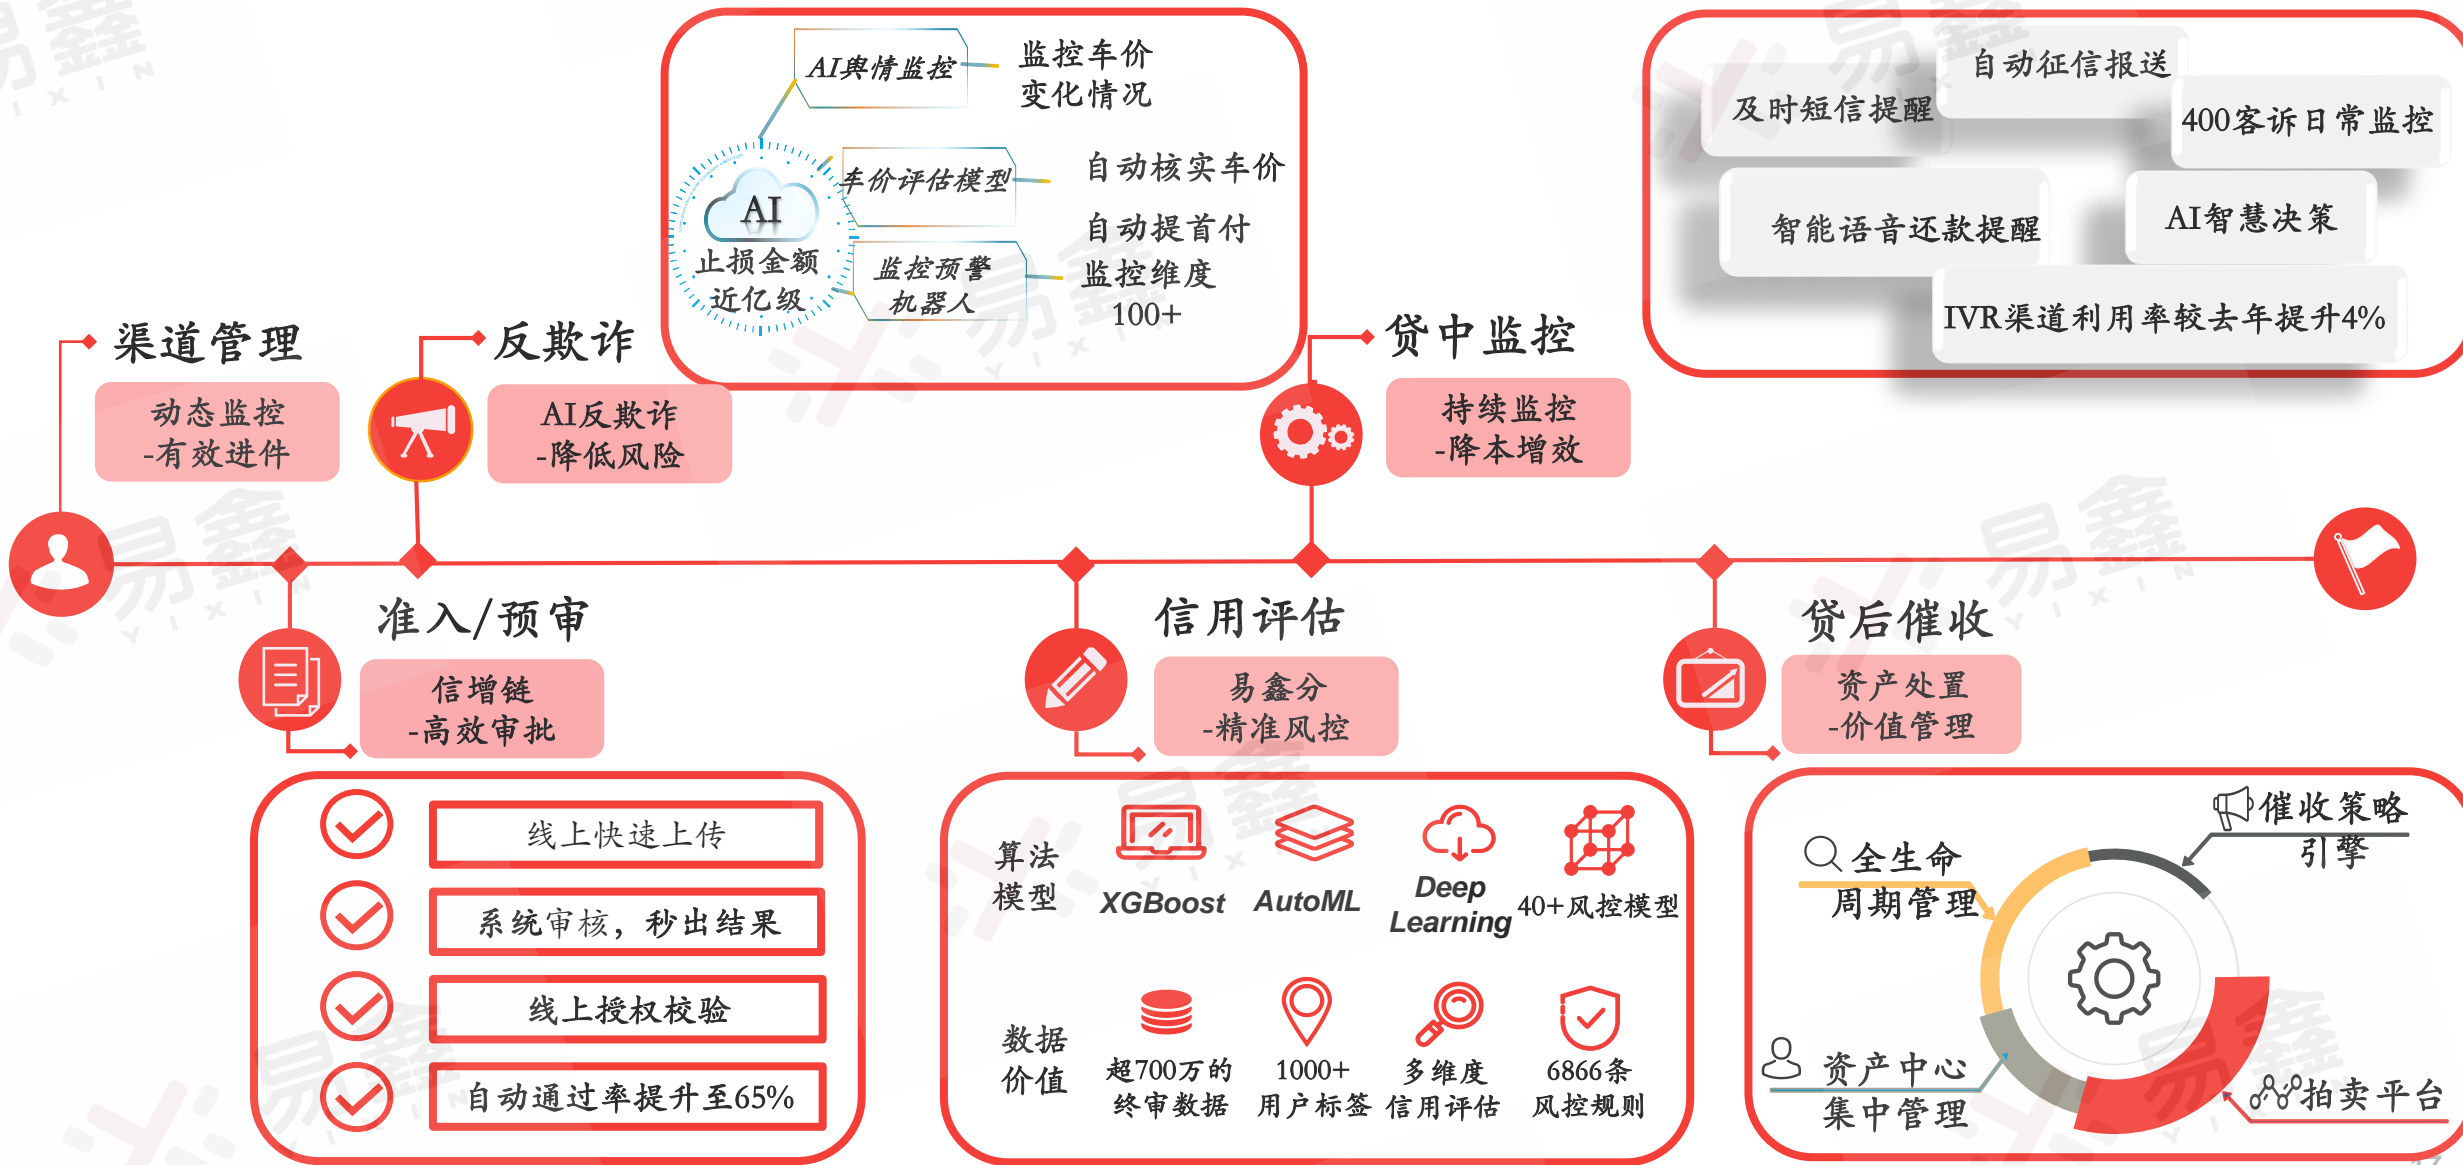 AI舆情监控
监控车价
变化情况
车价评估模型
自动核实车价
自动提首付
AI
止损金额
近亿级
监控预警
机器人
监控维度
100+
及时短信提醒
自动征信报送
400客诉日常监控
智能语音还款提醒
AI智慧决策
IVR渠道利用率较去年提升4%
渠道管理
动态监控
-有效进件
反欺诈
AI反欺诈
-降低风险
贷中监控
持续监控
-降本增效
准入/预审
信增链
-高效审批
信用评估
易鑫分
-精准风控
贷后催收
资产处置
-价值管理
线上快速上传
系统审核，秒出结果
线上授权校验
自动通过率提升至65%
算法
模型
XGBoost
AutoML
Deep
Learning
40+风控模型
数据
价值
超700万的
终审数据
1000+
用户标签
多维度
信用评估
6866条
风控规则
全生命
周期管理
催收策略
引擎
资产中心
集中管理
拍卖平台
易鑫
YIXIN